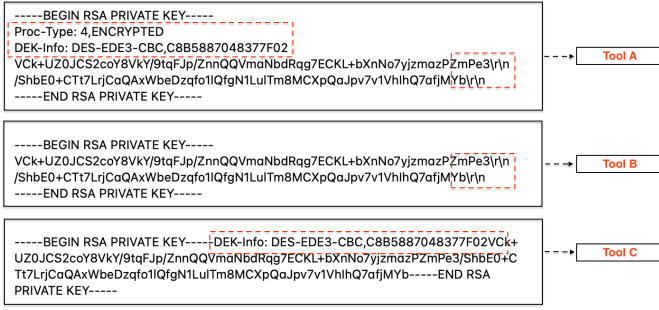 -----BEGIN RSA PRIVATE KEY-----
Proc-Type: 4,ENCRYPTED
DEK-Info: DES-EDE3-CBC,C8B5887048377F02
VCk+UZ0JCS2coY8VkY/9tqFJp/ZnnQQVmaNbdRqg7ECKL+bXnNo7yjzmazPZmPe3\r\n
/ShbE0+CTt7LrjCaQAxWbeDzqfo1lQfgN1LulTm8MCXpQaJpv7v1VhlhQ7afjMYb\r\n
-----END RSA PRIVATE KEY-----
Tool A
-----BEGIN RSA PRIVATE KEY-----
VCk+UZ0JCS2coY8VkY/9tqFJp/ZnnQQVmaNbdRqg7ECKL+bXnNo7yjzmazPZmPe3\r\n
/ShbE0+CTt7LrjCaQAxWbeDzqfo1lQfgN1LulTm8MCXpQaJpv7v1VhlhQ7afjMYb\r\n
-----END RSA PRIVATE KEY-----
Tool B
-----BEGIN RSA PRIVATE KEY-----DEK-Info: DES-EDE3-CBC,C8B5887048377F02VCk+
UZ0JCS2coY8VkY/9tqFJp/ZnnQQVmaNbdRqg7ECKL+bXnNo7yjzmazPZmPe3/ShbE0+C
Tt7LrjCaQAxWbeDzqfo1lQfgN1LulTm8MCXpQaJpv7v1VhlhQ7afjMYb-----END RSA
PRIVATE KEY-----
Tool C